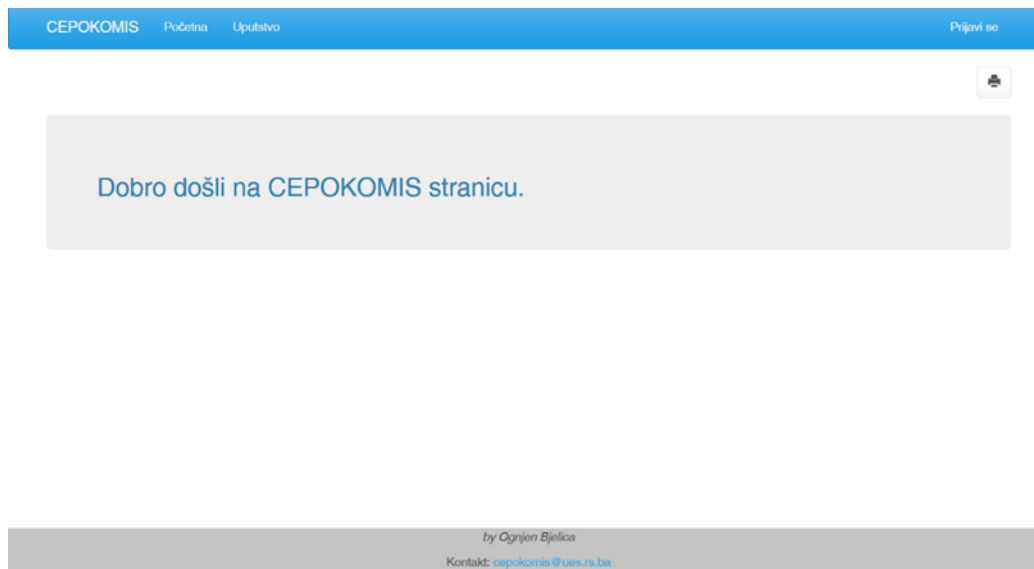 CEPOKOMIS Početna Uputstvo Prijavi se
Dobro došli na CEPOKOMIS stranicu.
by Ognjen Bjelica
Kontakt: cepokomis@ues.rs.ba